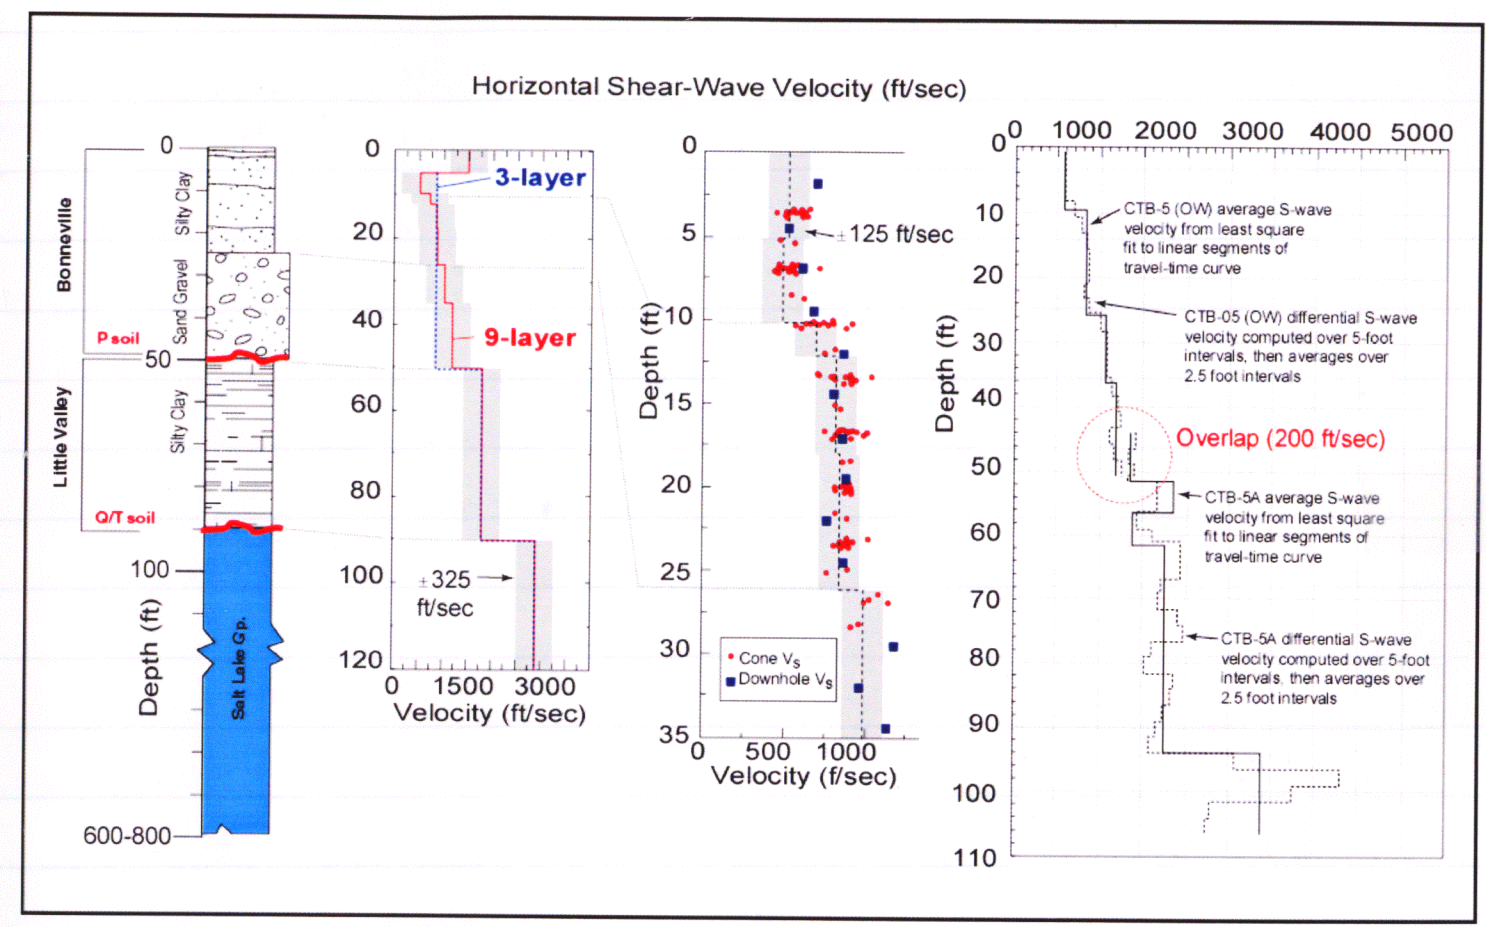 Horizontal Shear-Wave Velocity (ft/sec)
Bonneville
Little Valley
P soil
Q/T soil
Silty Clay
Sand Gravel
Silty Clay
Salt Lake Gp.
Depth (ft)
0
50
100
600-800
0
20
40
60
80
100
120
3-layer
9-layer
±325
ft/sec
0 1500 3000
Velocity (ft/sec)
Depth (ft)
0
5
10
15
20
25
30
35
±125 ft/sec
Cone Vs
Downhole Vs
0 500 1000
Velocity (f/sec)
0 1000 2000 3000 4000 5000
Depth (ft)
0
10
20
30
40
50
60
70
80
90
100
110
CTB-5 (OW) average S-wave
velocity from least square
fit to linear segments of
travel-time curve
CTB-05 (OW) differential S-wave
velocity computed over 5-foot
intervals, then averages over
2.5 foot intervals
Overlap (200 ft/sec)
CTB-5A average S-wave
velocity from least square
fit to linear segments of
travel-time curve
CTB-5A differential S-wave
velocity computed over 5-foot
intervals, then averages over
2.5 foot intervals